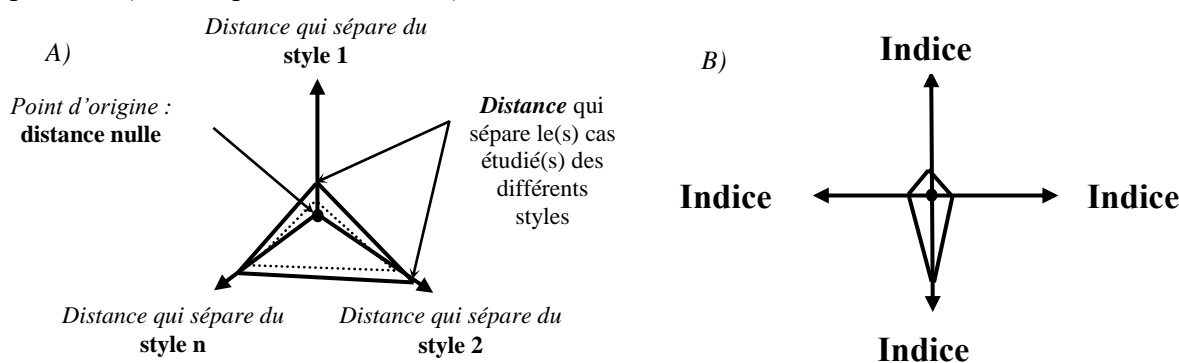 A)
Distance qui sépare du
style 1
Point d'origine :
distance nulle
Distance qui
sépare le(s) cas
étudié(s) des
différents
styles
Distance qui sépare du
style n
Distance qui sépare du
style 2
B)
Indice
Indice
Indice
Indice